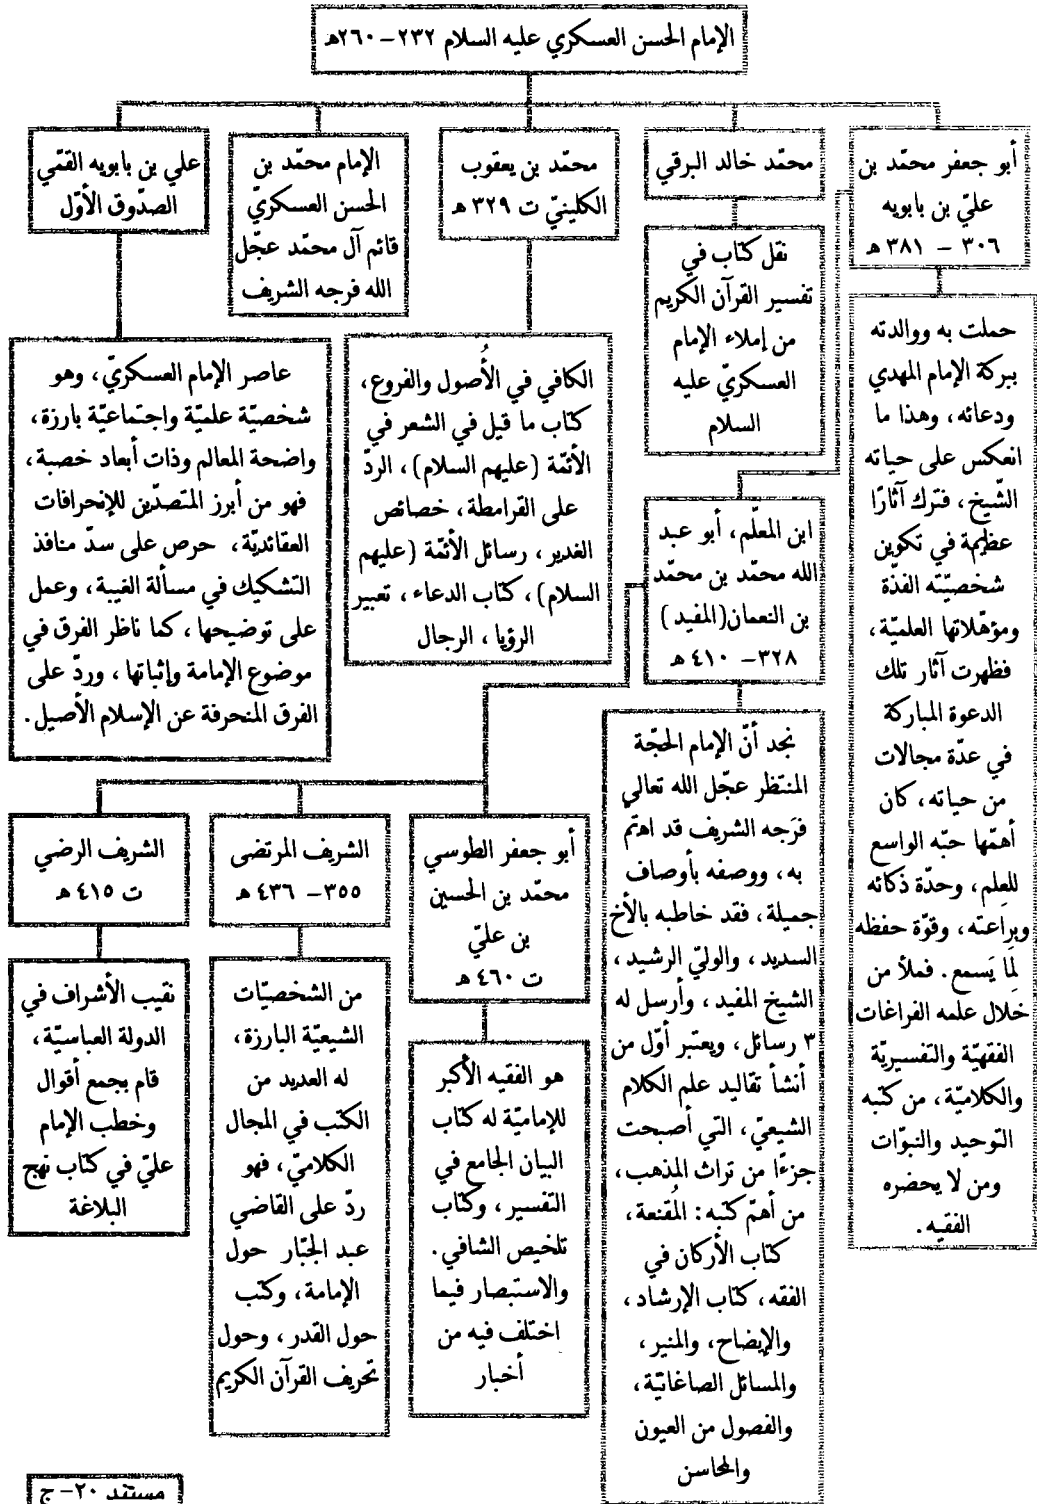 الإمام الحسن العسكري عليه السلام ٢٣٢-٢٦٠هـ
أبو جعفر محمّد بن
عليّ بن بابويه
٣٠٦ - ٣٨١ هـ
حملت به ووالدته
ببركة الإمام المهدي
ودعائه، وهذا ما
انعكس على حياته
الشّيخ، فترك آثارًا
عظيمة في تكوين
شخصيّته الفذّة
ومؤهّلاتها العلميّة،
فظهرت آثار تلك
الدعوة المباركة
في عدّة مجالات
من حياته، كان
أهمّها حبّه الواسع
للعِلم، وحدّة ذكائه
وبراعته، وقوّة حفظه
لِما يَسمع. فملأ من
خلال علمه الفراغات
الفقهيّة والتفسيريّة
والكلاميّة، من كتبه
التوحيد والنبوّات
ومن لا يحضره
الفقيه.
محمّد خالد البرقي
نقل كتاب في
تفسير القرآن الكريم
من إملاء الإمام
العسكريّ عليه
السلام
محمّد بن يعقوب
الكلينيّ ت ٣٢٩ هـ
الكافي في الأُصول والفروع،
كتاب ما قيل في الشعر في
الأئمّة (عليهم السلام)، الردّ
على القرامطة، خصائص
الغدير، رسائل الأئمّة (عليهم
السلام)، كتاب الدعاء، تعبير
الرؤيا، الرجال
الإمام محمّد بن
الحسن العسكريّ
قائم آل محمّد عجّل
الله فرجه الشريف
علي بن بابويه القمّي
الصدّوق الأوّل
عاصر الإمام العسكريّ، وهو
شخصيّة علميّة واجتماعيّة بارزة،
واضحة المعالم وذات أبعاد خصبة،
فهو من أبرز المتصدّين للإنحرافات
العقائديّة، حرص على سدّ منافذ
التشكيك في مسألة الغيبة، وعمل
على توضيحها، كما ناظر الفرق في
موضوع الإمامة وإثباتها، وردّ على
الفرق المنحرفة عن الإسلام الأصيل.
ابن المعلّم، أبو عبد
الله محمّد بن محمّد
بن النعمان (المفيد)
٣٢٨- ٤١٠ هـ
نجد أنّ الإمام الحجّة
المنتظر عجّل الله تعالي
فرَجه الشريف قد اهتم
به، ووصفه بأوصاف
جميلة، فقد خاطبه بالأخ
السديد، والوليّ الرشيد،
الشيخ المفيد، وأرسل له
٣ رسائل، ويعتبر أوّل من
أنشأ تقاليد علم الكلام
الشيعيّ، التي أصبحت
جزءًا من تراث المذهب،
من أهمّ كتبه: المُقنعة،
كتاب الأركان في
الفقه، كتاب الإرشاد،
والإيضاح، والمنير،
والمسائل الصاغانيّة،
والفصول من العيون
والمحاسن
أبو جعفر الطوسي
محمّد بن الحسين
بن عليّ
ت ٤٦٠ هـ
هو الفقيه الأكبر
للإماميّة له كتاب
البيان الجامع في
التفسير، وكتاب
تلخيص الشافي.
والاستبصار فيما
اختلف فيه من
أخبار
الشريف المرتضى
٣٥٥- ٤٣٦ هـ
من الشخصيّات
الشيعيّة البارزة،
له العديد من
الكتب في المجال
الكلاميّ، فهو
ردّ على القاضي
عبد الجبّار حول
الإمامة، وكتب
حول القدر، وحول
تحريف القرآن الكريم
الشريف الرضي
ت ٤١٥ هـ
نقيب الأشراف في
الدولة العباسيّة،
قام بجمع أقوال
وخطب الإمام
عليّ في كتاب نهج
البلاغة
مستند ٢٠- ج